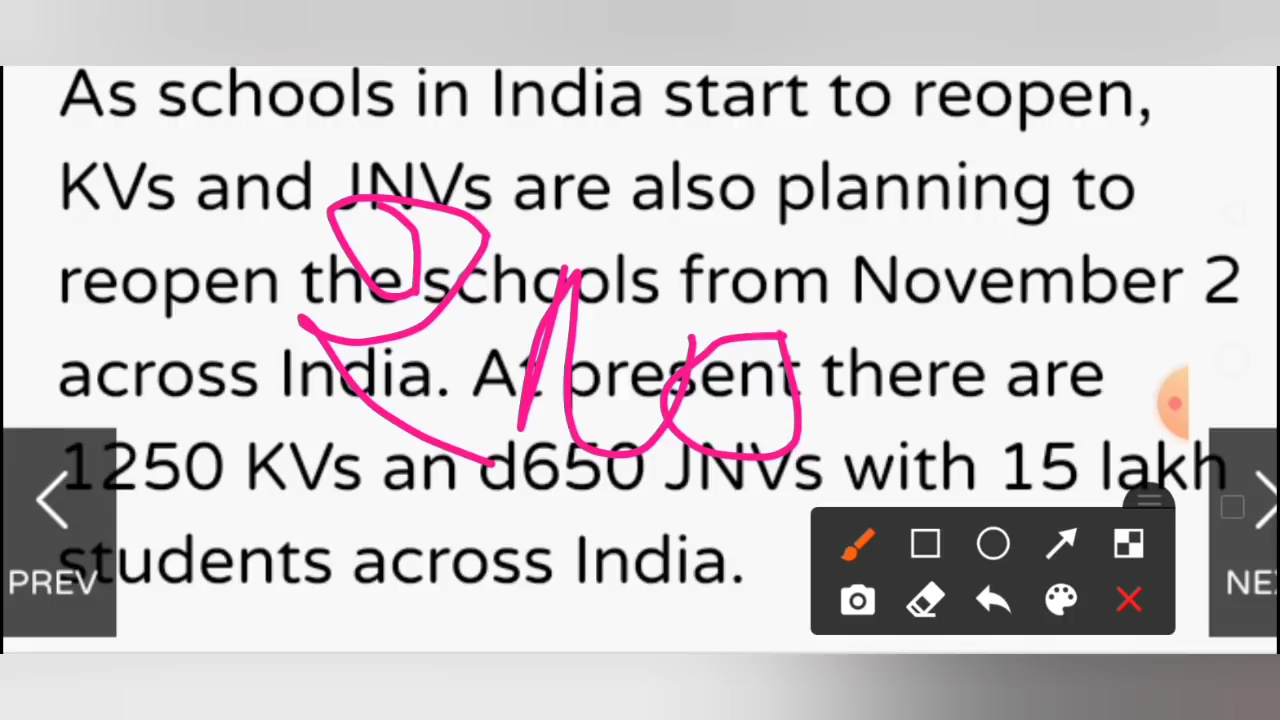 As schools in India start to reopen,
KVs and JNVs are also planning to
reopen the schools from November 2
across India. At present there are
1250 KVs an d650 JNVs with 15 lakh
students across India.
PREV
NE